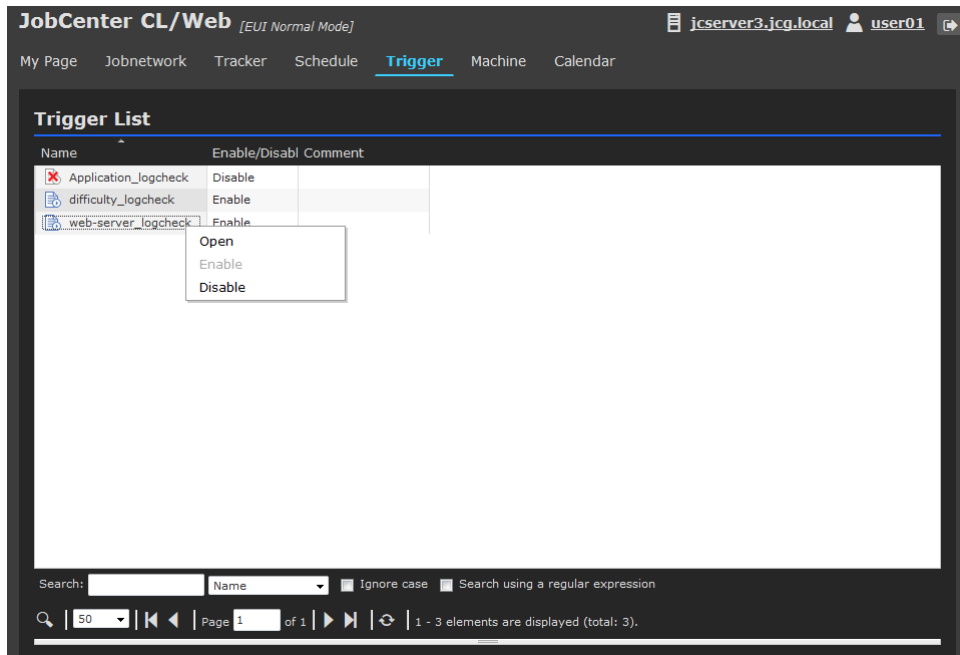 JobCenter CL/Web [EUI Normal Mode] jcserver3.jcg.local user01
My Page Jobnetwork Tracker Schedule Trigger Machine Calendar
Trigger List
Name Enable/Disabl Comment
Application_logcheck Disable
difficulty_logcheck Enable
web-server_logcheck Enable
Open
Enable
Disable
Search: Name Ignore case Search using a regular expression
50 Page 1 of 1 1 - 3 elements are displayed (total: 3).